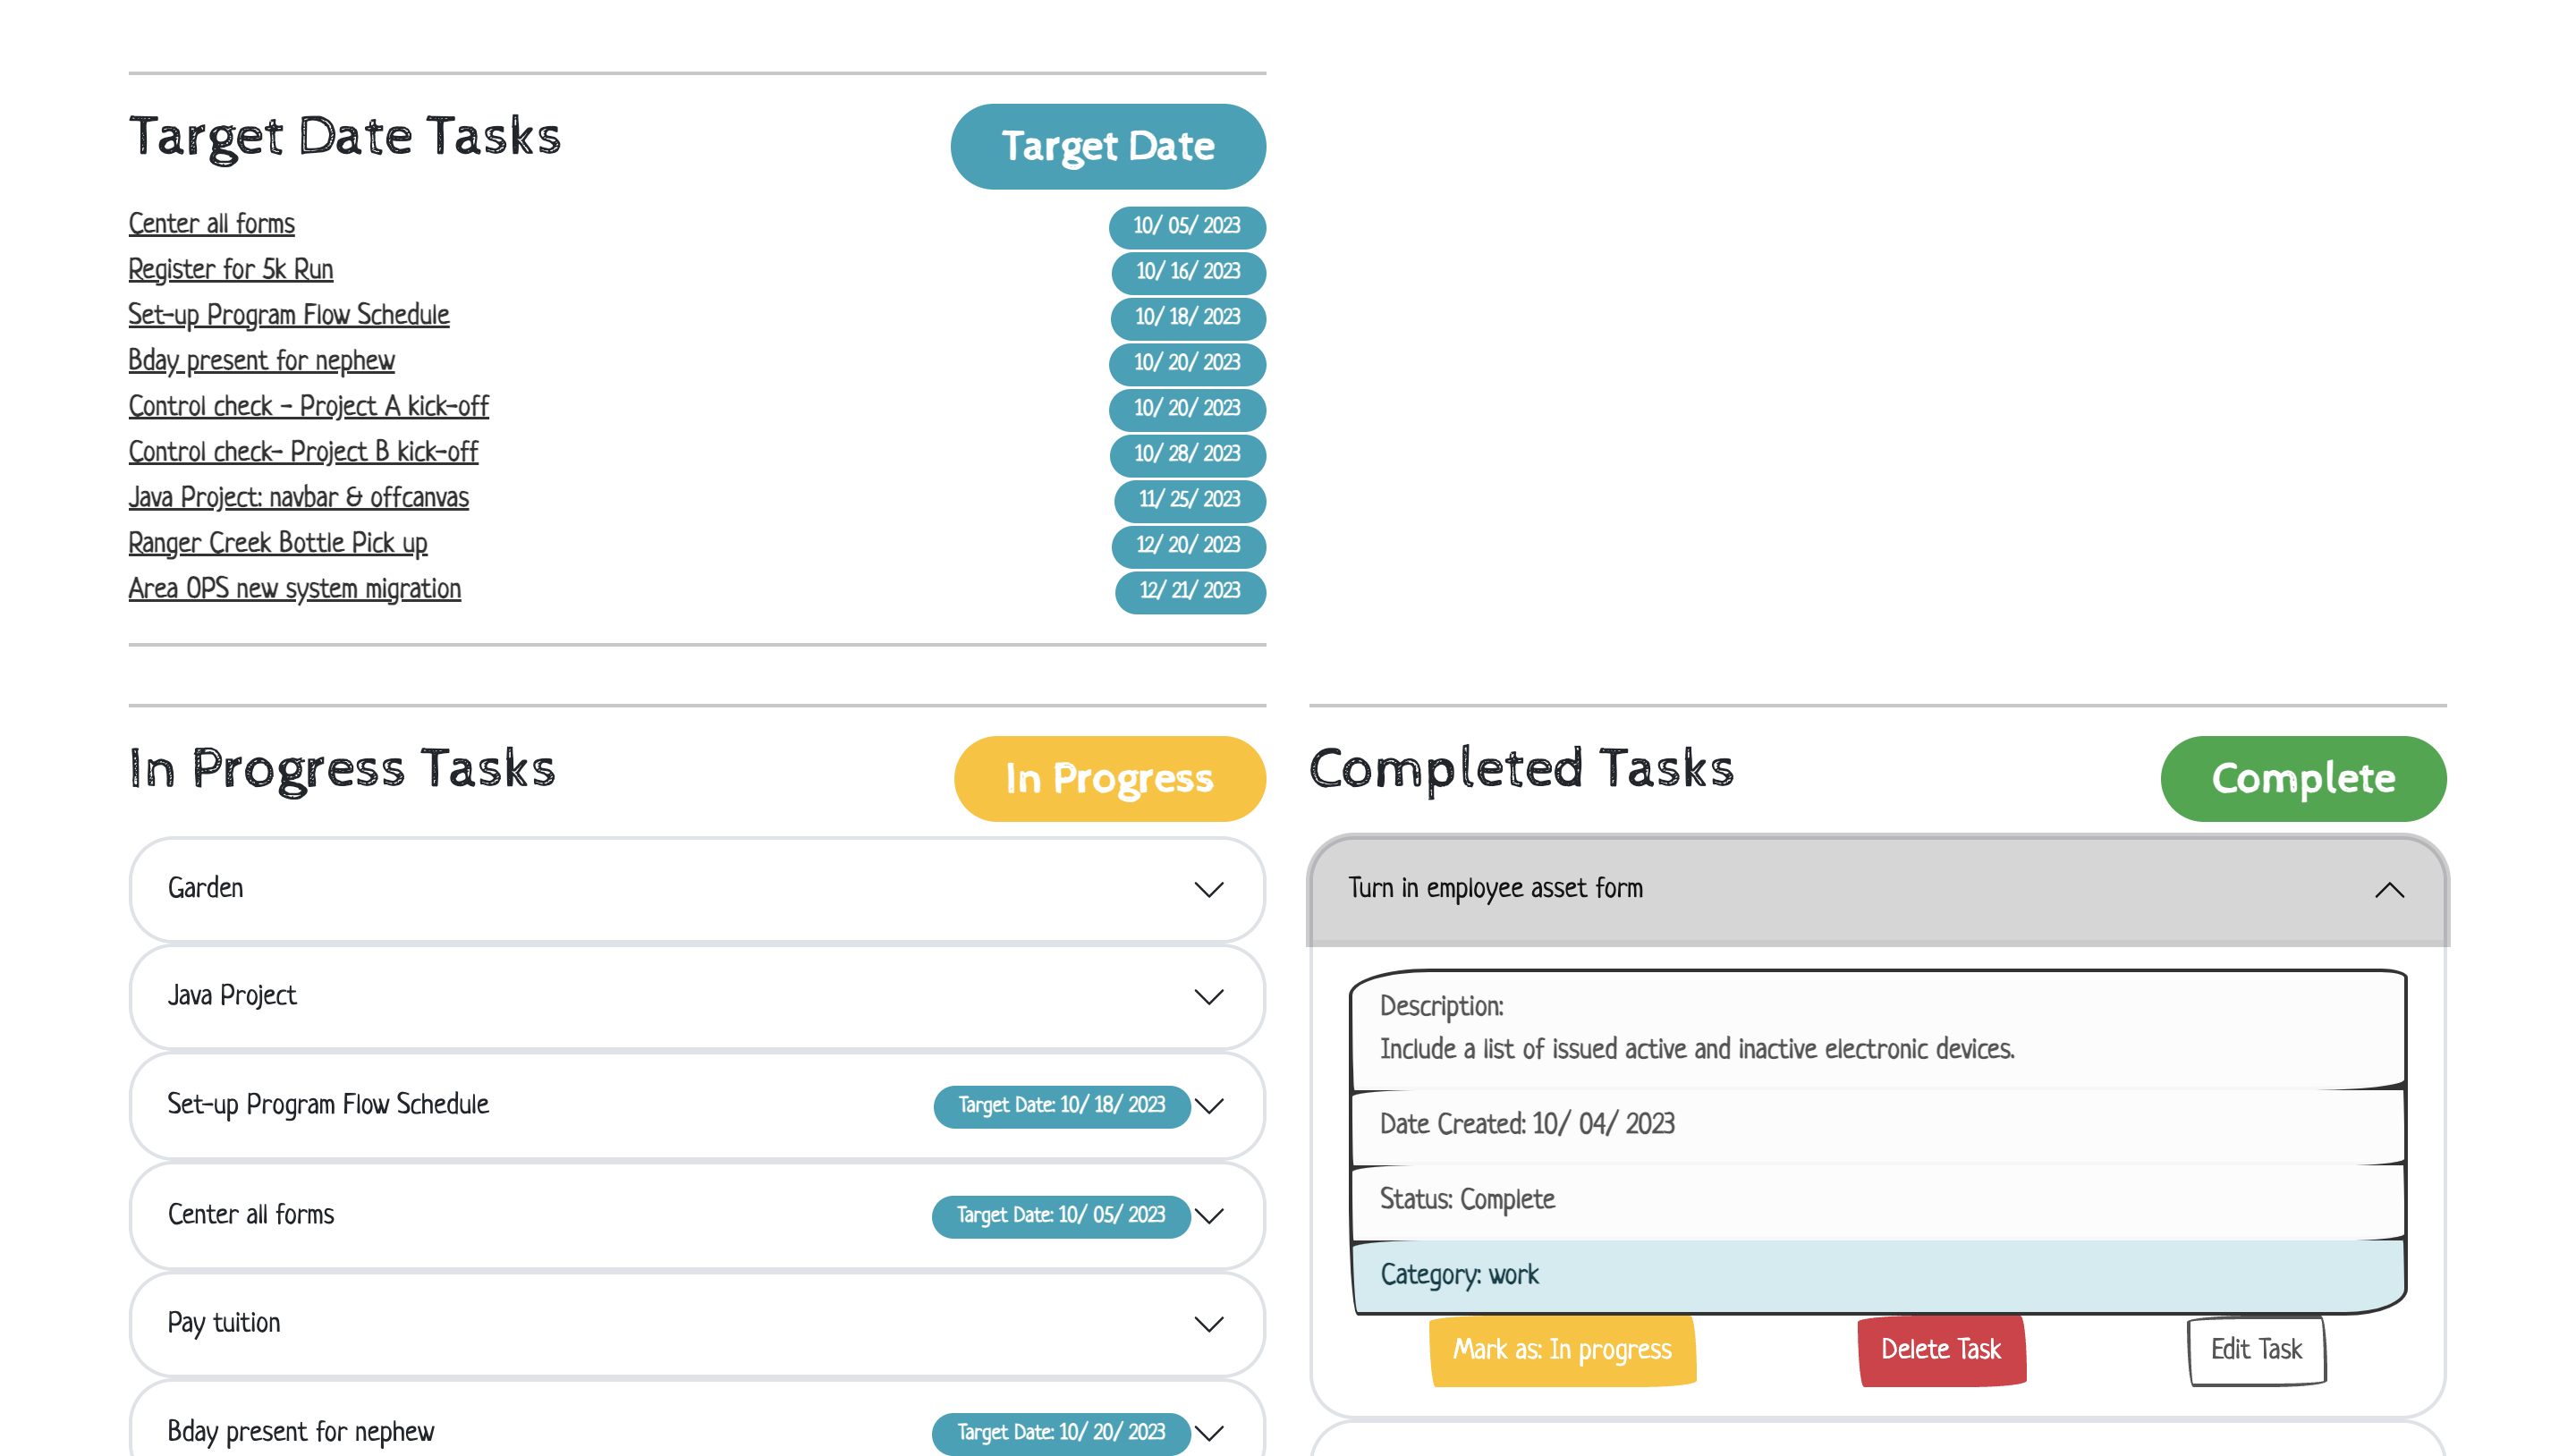 Target Date Tasks
Target Date
Center all forms
10/ 05/ 2023
Register for 5k Run
10/ 16/ 2023
Set-up Program Flow Schedule
10/ 18/ 2023
Bday present for nephew
10/ 20/ 2023
Control check - Project A kick-off
10/ 20/ 2023
Control check- Project B kick-off
10/ 28/ 2023
Java Project: navbar & offcanvas
11/ 25/ 2023
Ranger Creek Bottle Pick up
12/ 20/ 2023
Area OPS new system migration
12/ 21/ 2023
In Progress Tasks
In Progress
Garden
Java Project
Set-up Program Flow Schedule
Target Date: 10/ 18/ 2023
Center all forms
Target Date: 10/ 05/ 2023
Pay tuition
Bday present for nephew
Target Date: 10/ 20/ 2023
Completed Tasks
Complete
Turn in employee asset form
Description:
Include a list of issued active and inactive electronic devices.
Date Created: 10/ 04/ 2023
Status: Complete
Category: work
Mark as: In progress
Delete Task
Edit Task